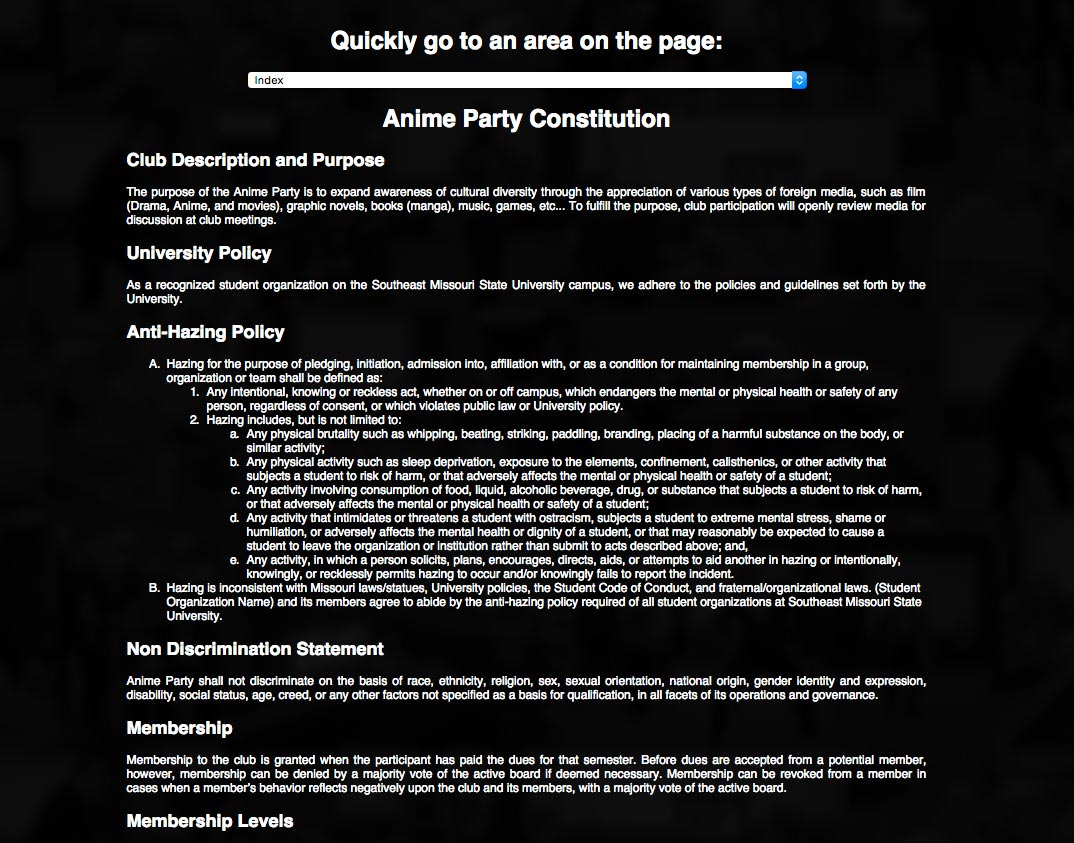 Quickly go to an area on the page:
Index
Anime Party Constitution
Club Description and Purpose
The purpose of the Anime Party is to expand awareness of cultural diversity through the appreciation of various types of foreign media, such as film
(Drama, Anime, and movies), graphic novels, books (manga), music, games, etc... To fulfill the purpose, club participation will openly review media for
discussion at club meetings.
University Policy
As a recognized student organization on the Southeast Missouri State University campus, we adhere to the policies and guidelines set forth by the
University.
Anti-Hazing Policy
A. Hazing for the purpose of pledging, initiation, admission into, affiliation with, or as a condition for maintaining membership in a group,
organization or team shall be defined as:
1. Any intentional, knowing or reckless act, whether on or off campus, which endangers the mental or physical health or safety of any
person, regardless of consent, or which violates public law or University policy.
2. Hazing includes, but is not limited to:
a. Any physical brutality such as whipping, beating, striking, paddling, branding, placing of a harmful substance on the body, or
similar activity;
b. Any physical activity such as sleep deprivation, exposure to the elements, confinement, calisthenics, or other activity that
subjects a student to risk of harm, or that adversely affects the mental or physical health or safety of a student;
c. Any activity involving consumption of food, liquid, alcoholic beverage, drug, or substance that subjects a student to risk of harm,
or that adversely affects the mental or physical health or safety of a student;
d. Any activity that intimidates or threatens a student with ostracism, subjects a student to extreme mental stress, shame or
humiliation, or adversely affects the mental health or dignity of a student, or that may reasonably be expected to cause a
student to leave the organization or institution rather than submit to acts described above; and,
e. Any activity, in which a person solicits, plans, encourages, directs, aids, or attempts to aid another in hazing or intentionally,
knowingly, or recklessly permits hazing to occur and/or knowingly fails to report the incident.
B. Hazing is inconsistent with Missouri laws/statues, University policies, the Student Code of Conduct, and fraternal/organizational laws. (Student
Organization Name) and its members agree to abide by the anti-hazing policy required of all student organizations at Southeast Missouri State
University.
Non Discrimination Statement
Anime Party shall not discriminate on the basis of race, ethnicity, religion, sex, sexual orientation, national origin, gender identity and expression,
disability, social status, age, creed, or any other factors not specified as a basis for qualification, in all facets of its operations and governance.
Membership
Membership to the club is granted when the participant has paid the dues for that semester. Before dues are accepted from a potential member,
however, membership can be denied by a majority vote of the active board if deemed necessary. Membership can be revoked from a member in
cases when a member's behavior reflects negatively upon the club and its members, with a majority vote of the active board.
Membership Levels